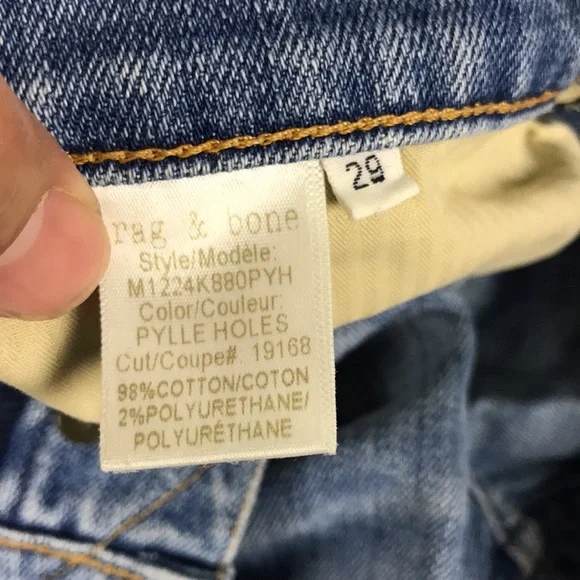 rag & bone
Style/Modèle:
M1224K880PYH
Color/Couleur:
PYLLE HOLES
Cut/Coupe#: 19168
98%COTTON/COTON
2%POLYURETHANE/
POLYURÉTHANE
29